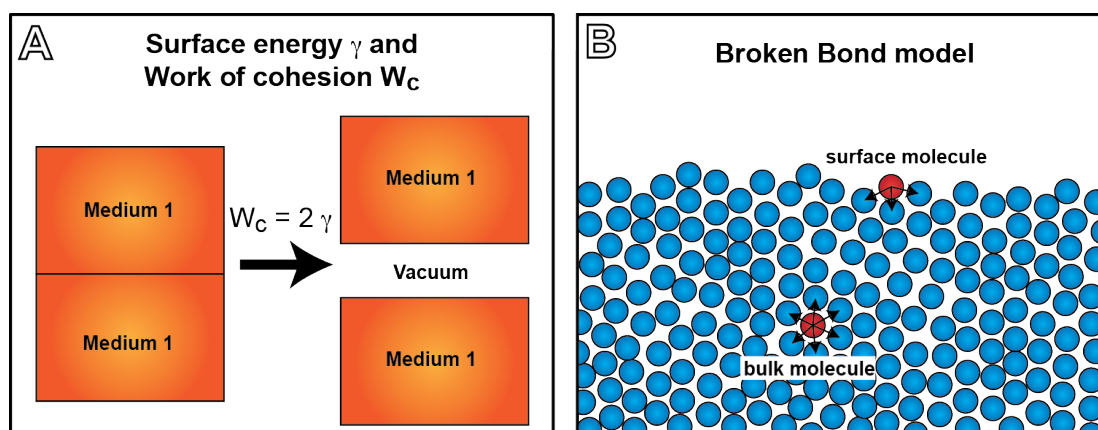 A
Surface energy γ and
Work of cohesion Wc
Medium 1
Medium 1
Wc = 2 γ
Medium 1
Vacuum
Medium 1
B
Broken Bond model
surface molecule
bulk molecule